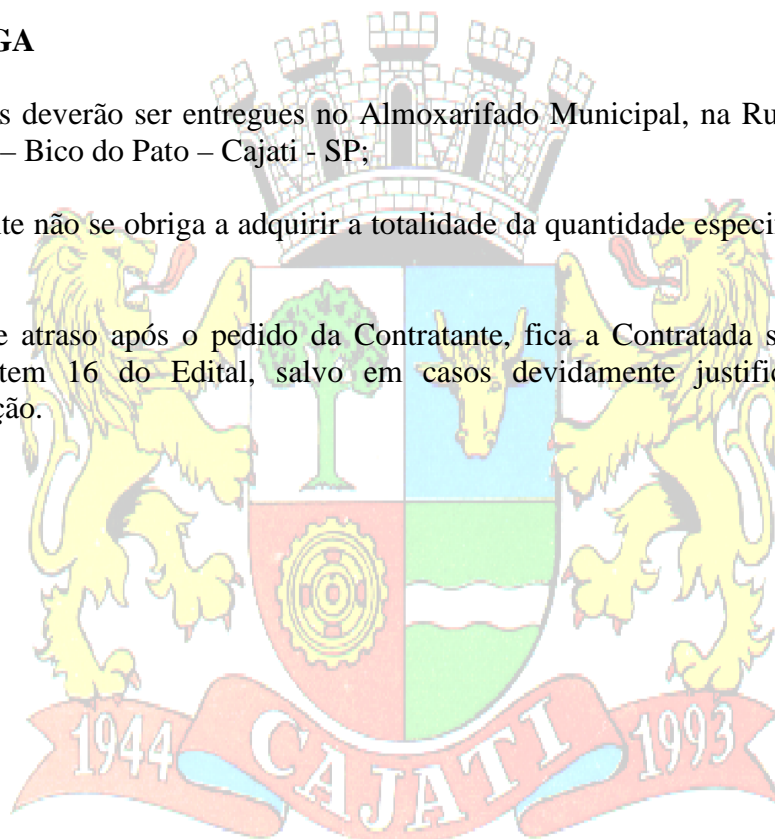 GA
s deverão ser entregues no Almoxarifado Municipal, na Ru
– Bico do Pato – Cajati - SP;
te não se obriga a adquirir a totalidade da quantidade especi
e atraso após o pedido da Contratante, fica a Contratada s
tem 16 do Edital, salvo em casos devidamente justific
ção.
1944 CAJATI 1993